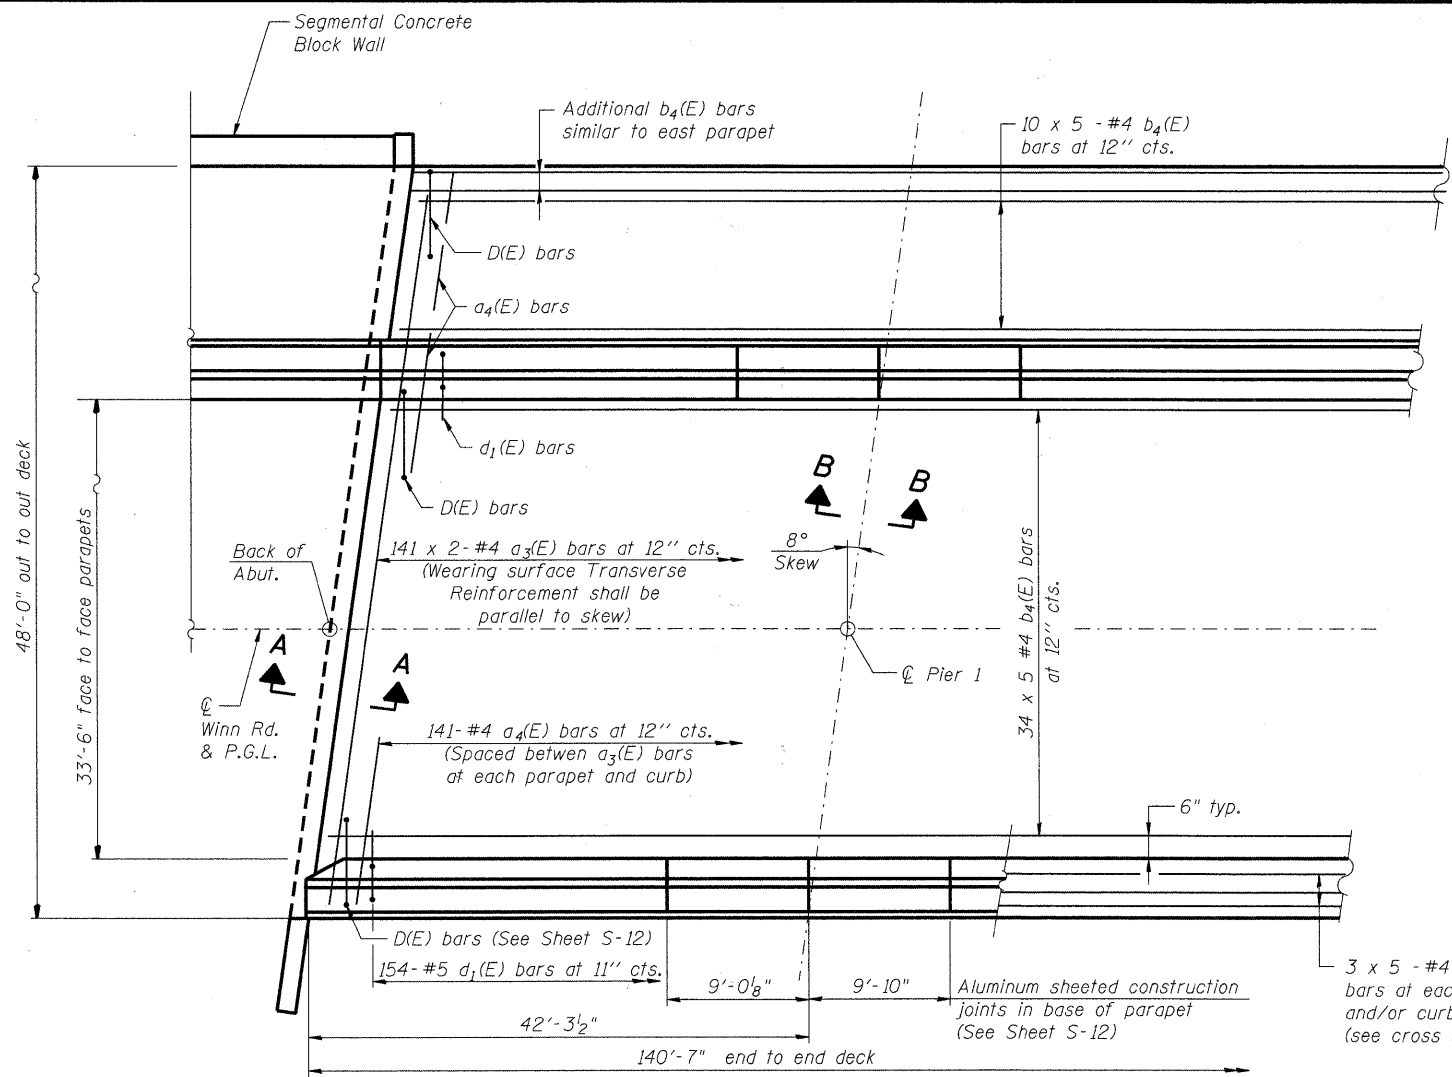 Segmental Concrete
Block Wall
Additional b₄(E) bars
similar to east parapet
10 x 5 - #4 b₄(E)
bars at 12" cts.
D(E) bars
a₄(E) bars
d₁(E) bars
D(E) bars
48'-0" out to out deck
33'-6" face to face parapets
Back of
Abut.
141 x 2- #4 a₃(E) bars at 12" cts.
(Wearing surface Transverse
Reinforcement shall be
parallel to skew)
B
B
8°
Skew
A
A
℄
Winn Rd.
& P.G.L.
℄ Pier 1
34 x 5 #4 b₄(E) bars
at 12" cts.
141- #4 a₄(E) bars at 12" cts.
(Spaced betwen a₃(E) bars
at each parapet and curb)
6" typ.
D(E) bars (See Sheet S-12)
154- #5 d₁(E) bars at 11" cts.
9'-0⅛"
9'-10"
Aluminum sheeted construction
joints in base of parapet
(See Sheet S-12)
3 x 5 - #4
bars at eac
and/or curb
(see cross
42'-3½"
140'-7" end to end deck